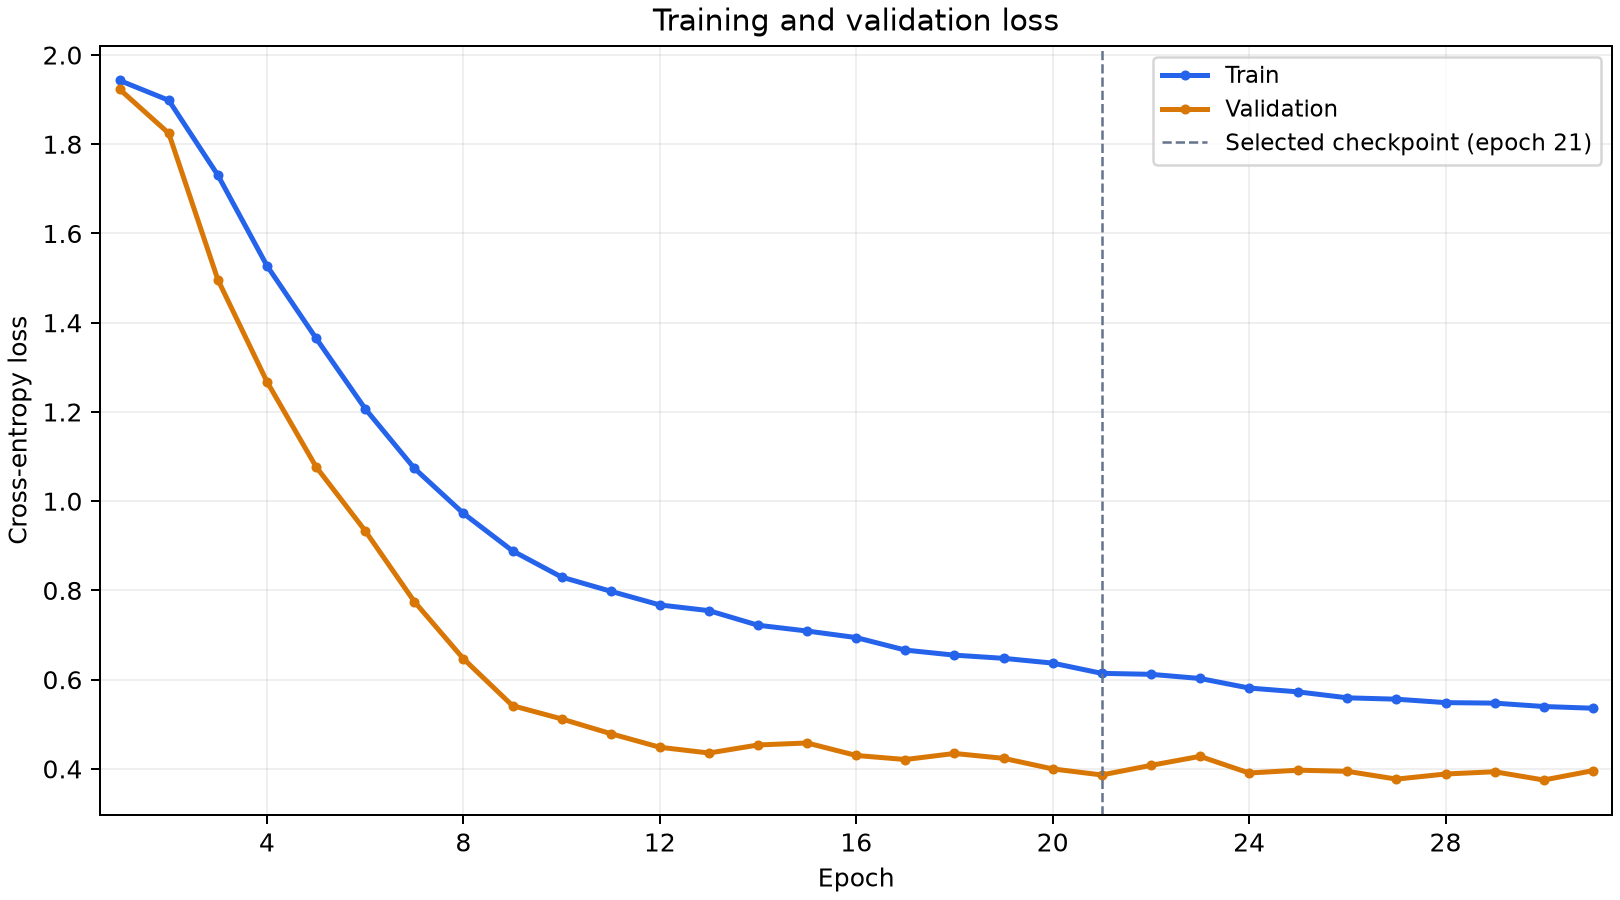 Training and validation loss
Train
Validation
Selected checkpoint (epoch 21)
Cross-entropy loss
2.0
1.8
1.6
1.4
1.2
1.0
0.8
0.6
0.4
4 8 12 16 20 24 28
Epoch